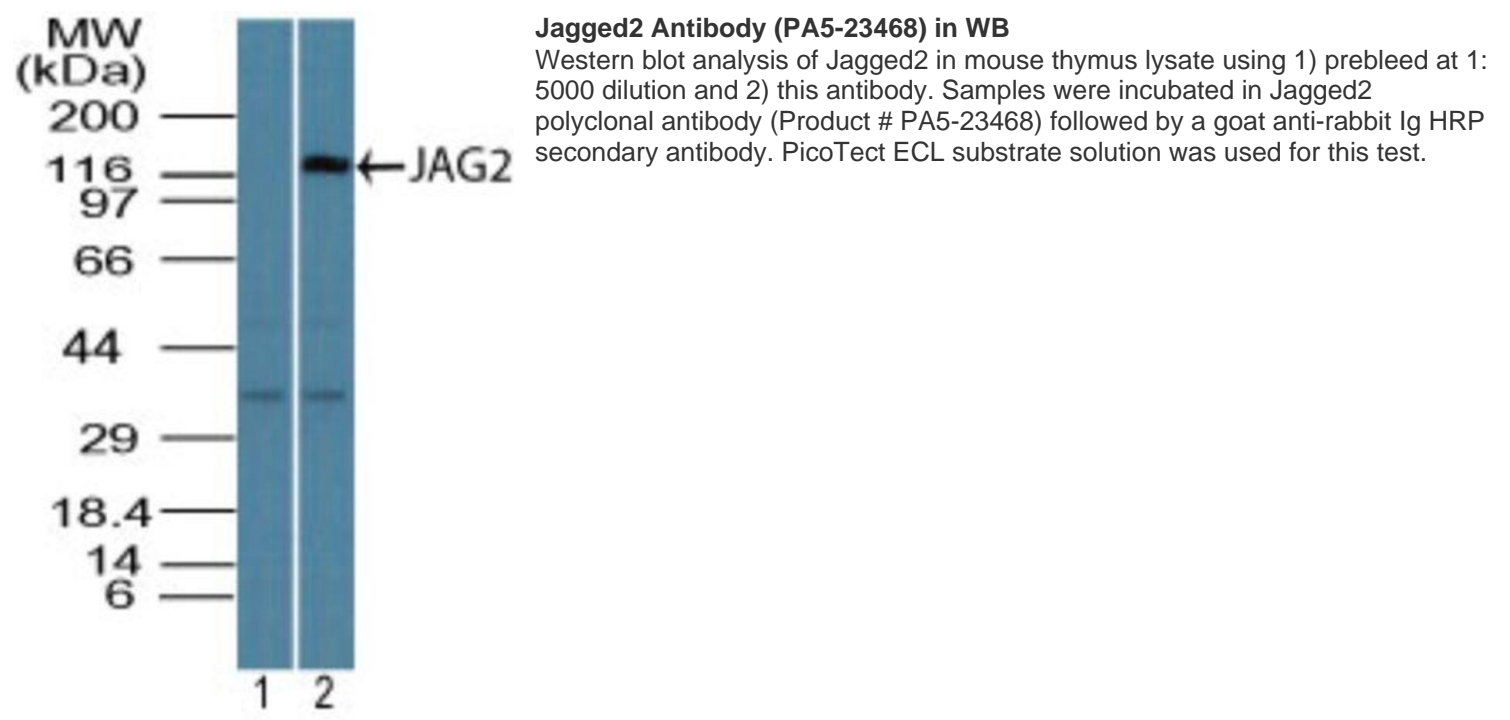 MW
(kDa)
200
116
97
66
44
29
18.4
14
6
←JAG2
1 2
Jagged2 Antibody (PA5-23468) in WB
Western blot analysis of Jagged2 in mouse thymus lysate using 1) prebleed at 1:
5000 dilution and 2) this antibody. Samples were incubated in Jagged2
polyclonal antibody (Product # PA5-23468) followed by a goat anti-rabbit Ig HRP
secondary antibody. PicoTect ECL substrate solution was used for this test.